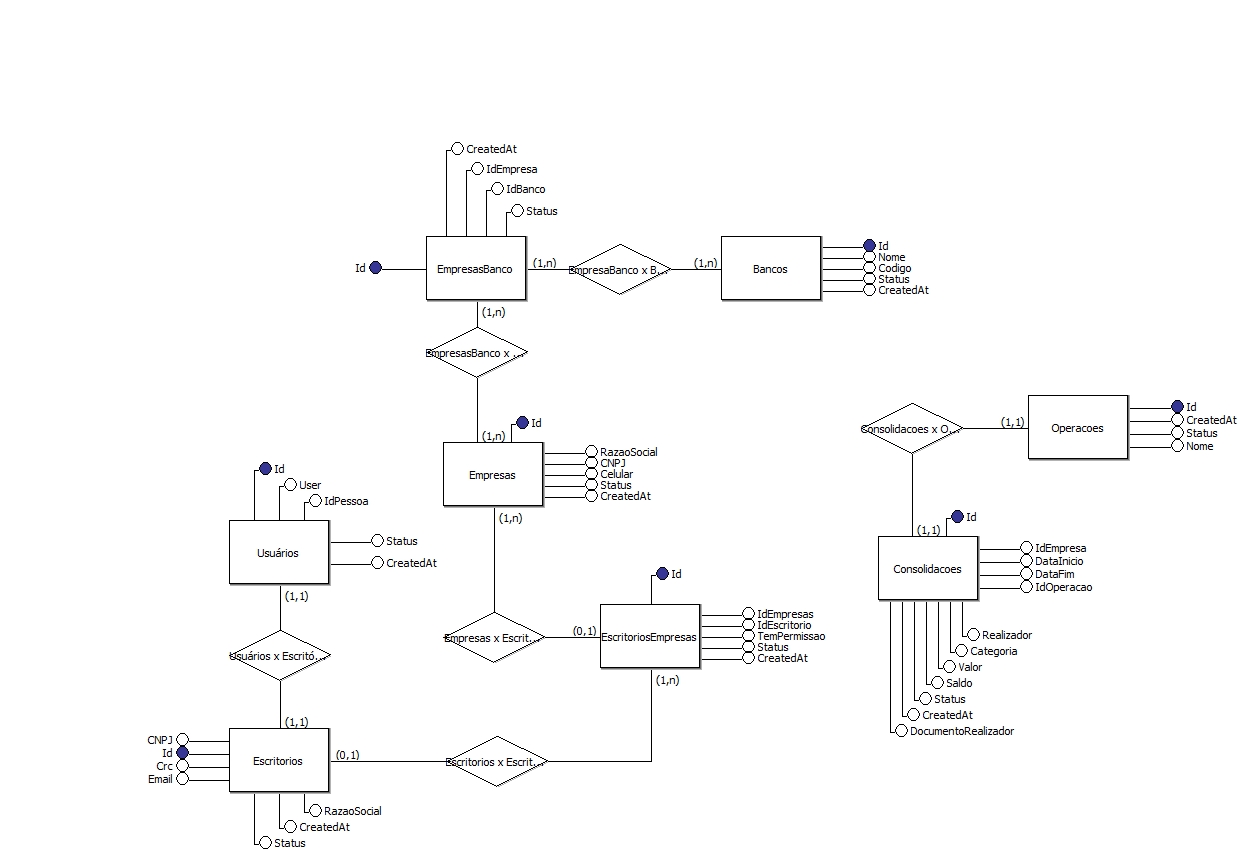 CreatedAt
IdEmpresa
IdBanco
Status
Id
EmpresasBanco
(1,n)
EmpresaBanco x B...
(1,n)
Bancos
Id
Nome
Codigo
Status
CreatedAt
(1,n)
EmpresasBanco x ...
(1,n)
Id
Empresas
RazaoSocial
CNPJ
Celular
Status
CreatedAt
(1,n)
Consolidacoes x O...
(1,1)
Operacoes
Id
CreatedAt
Status
Nome
Id
User
IdPessoa
Usuários
Status
CreatedAt
(1,1)
Usuários x Escritó...
(1,1)
(1,1)
Id
Consolidacoes
IdEmpresa
DataInicio
DataFim
IdOperacao
Realizador
Categoria
Valor
Saldo
Status
CreatedAt
DocumentoRealizador
Id
Empresas x Escrit...
(0,1)
EscritoriosEmpresas
IdEmpresas
IdEscritorio
TemPermissao
Status
CreatedAt
(1,n)
CNPJ
Id
Crc
Email
Escritorios
(0,1)
Escritorios x Escrit...
RazaoSocial
CreatedAt
Status